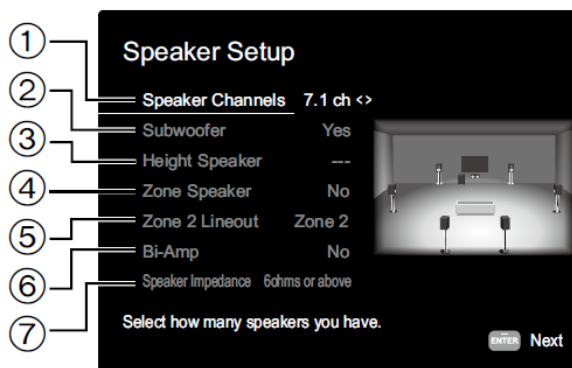 Speaker Setup
① Speaker Channels 7.1 ch <>
② Subwoofer Yes
③ Height Speaker ---
④ Zone Speaker No
⑤ Zone 2 Lineout Zone 2
⑥ Bi-Amp No
⑦ Speaker Impedance 6ohms or above
Select how many speakers you have.
ENTER Next